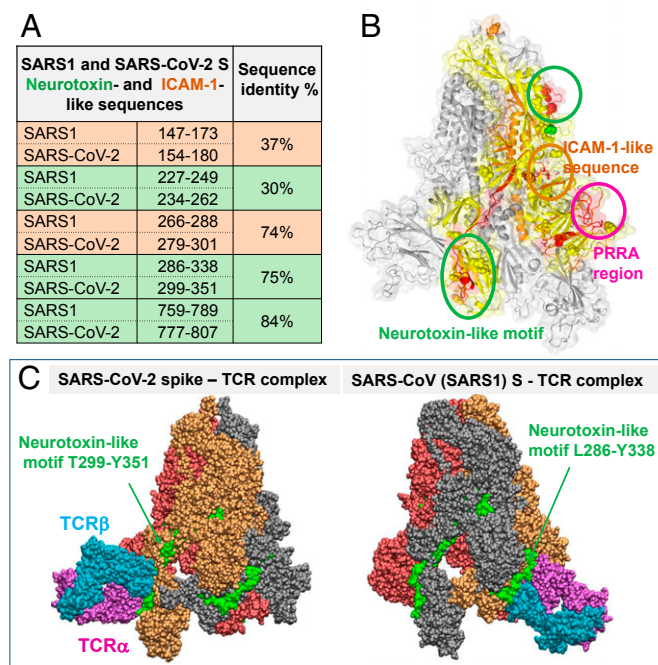 A
SARS1 and SARS-CoV-2 S
Neurotoxin- and ICAM-1-
like sequences
Sequence
identity %
SARS1 147-173
SARS-CoV-2 154-180
37%
SARS1 227-249
SARS-CoV-2 234-262
30%
SARS1 266-288
SARS-CoV-2 279-301
74%
SARS1 286-338
SARS-CoV-2 299-351
75%
SARS1 759-789
SARS-CoV-2 777-807
84%
B
ICAM-1-like
sequence
PRRA
region
Neurotoxin-like motif
C
SARS-CoV-2 spike – TCR complex
Neurotoxin-like
motif T299-Y351
TCRβ
TCRα
SARS-CoV (SARS1) S - TCR complex
Neurotoxin-like
motif L286-Y338